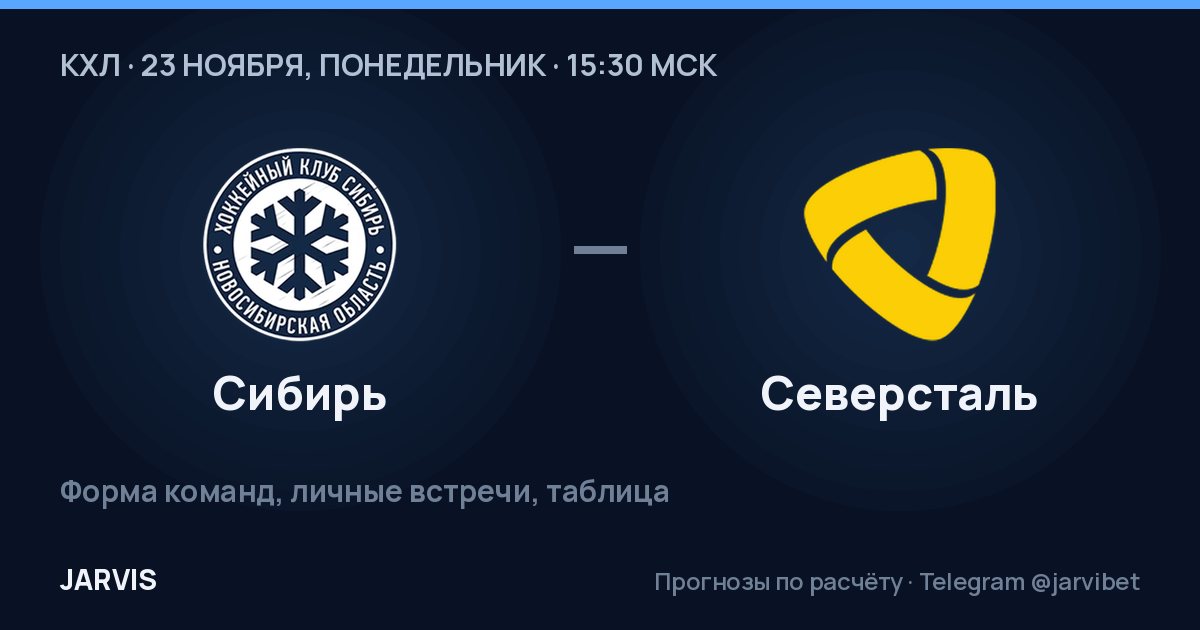 КХЛ · 23 НОЯБРЯ, ПОНЕДЕЛЬНИК · 15:30 МСК
ХОККЕЙНЫЙ КЛУБ СИБИРЬ
• НОВОСИБИРСКАЯ ОБЛАСТЬ •
—
Сибирь
Северсталь
Форма команд, личные встречи, таблица
JARVIS
Прогнозы по расчёту · Telegram @jarvibet